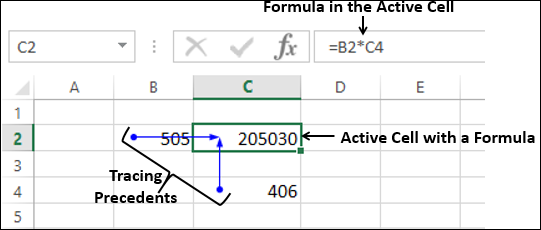 Formula in the Active Cell
C2 fx =B2*C4
A B C D E
1
2 505 205030 Active Cell with a Formula
3
Tracing
Precedents
4 406
5